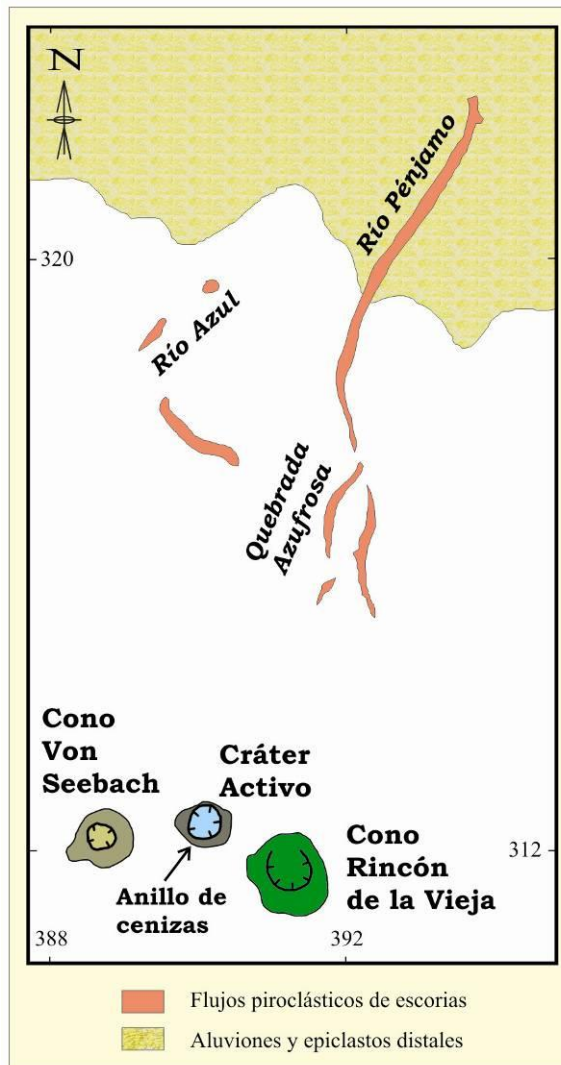 N
Río Pénjamo
320
Río Azul
Quebrada
Azufrosa
Cono
Von
Seebach
Cráter
Activo
Cono
Rincón
de la Vieja
312
Anillo de
cenizas
388
392
Flujos piroclásticos de escorias
Aluviones y epiclastos distales